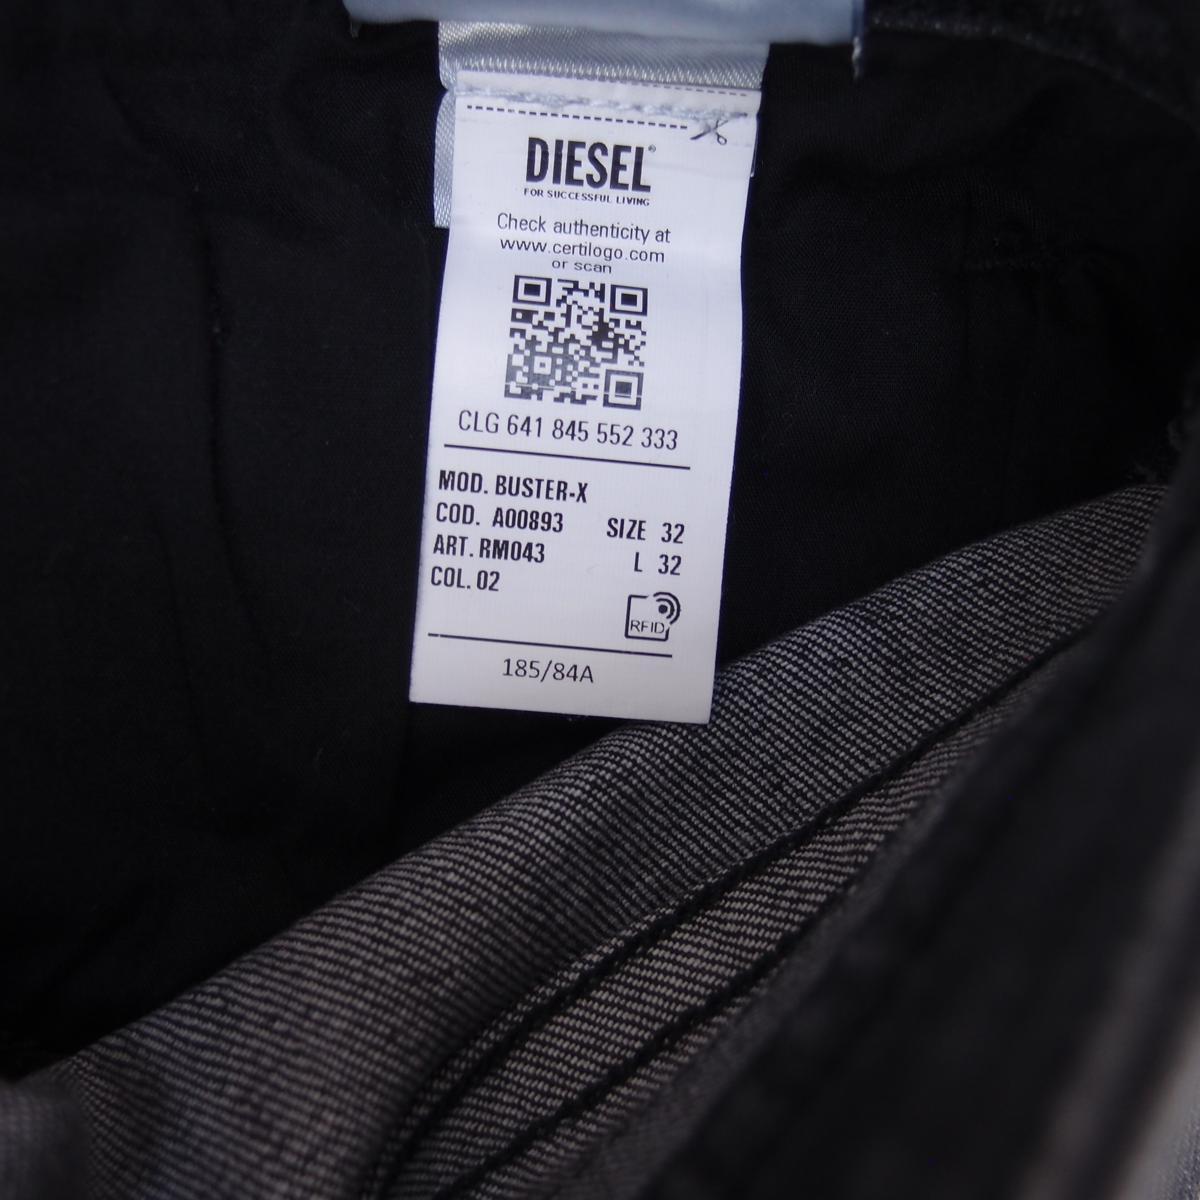 DIESEL®
FOR SUCCESSFUL LIVING
Check authenticity at
www.certilogo.com
or scan
CLG 641 845 552 333
MOD. BUSTER-X
COD. A00893 SIZE 32
ART. RM043 L 32
COL. 02
RFID
185/84A